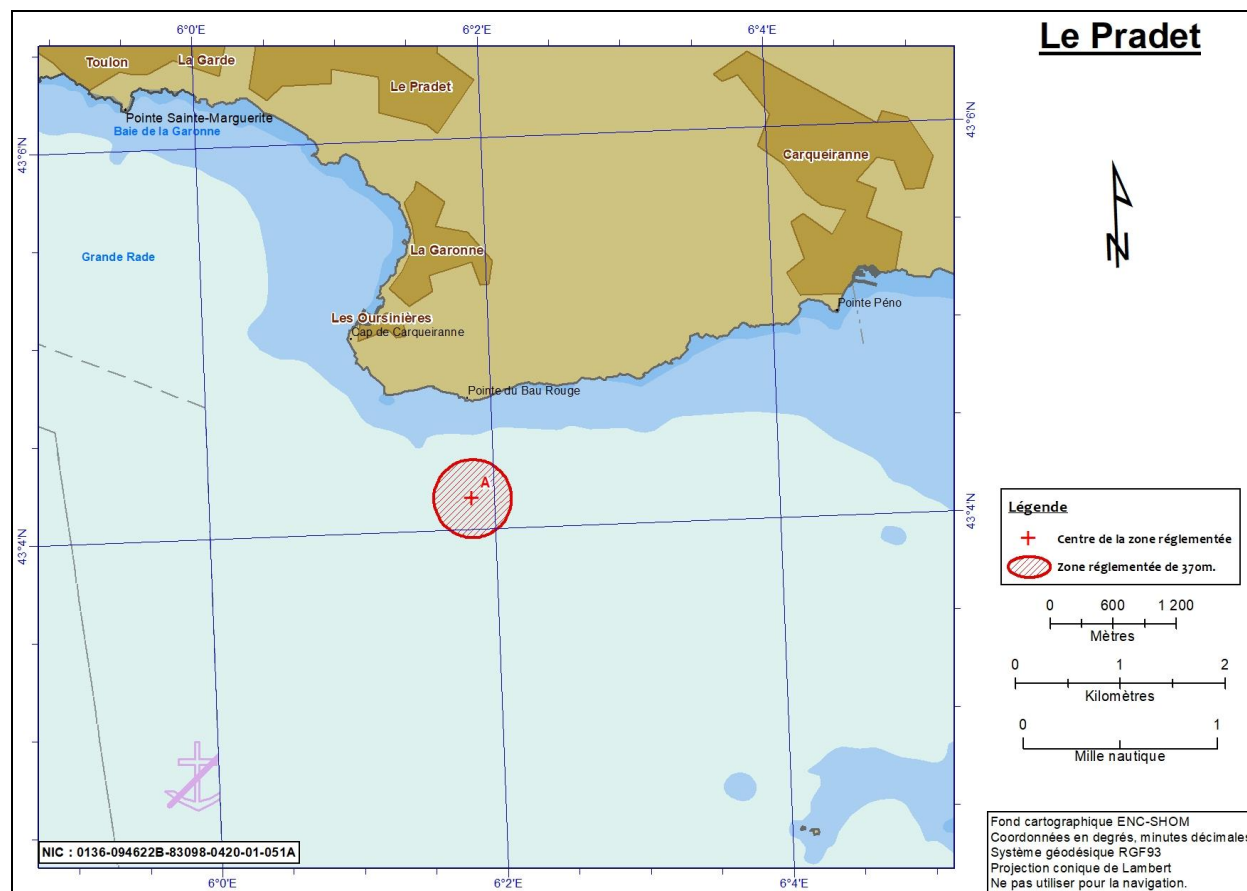 Le Pradet
6°0'E
6°2'E
6°4'E
Toulon
La Garde
Le Pradet
Pointe Sainte-Marguerite
Baie de la Garonne
43°6'N
43°6'N
Carqueiranne
La Garonne
Grande Rade
N
Les Oursinières
Cap de Carqueiranne
Pointe Péno
Pointe du Bau Rouge
A
43°4'N
43°4'N
Légende
Centre de la zone réglementée
Zone réglementée de 370m.
0 600 1 200
Mètres
0 1 2
Kilomètres
0 1
Mille nautique
NIC : 0136-094622B-83098-0420-01-051A
6°0'E
6°2'E
6°4'E
Fond cartographique ENC-SHOM
Coordonnées en degrés, minutes décimales
Système géodésique RGF93
Projection conique de Lambert
Ne pas utiliser pour la navigation.